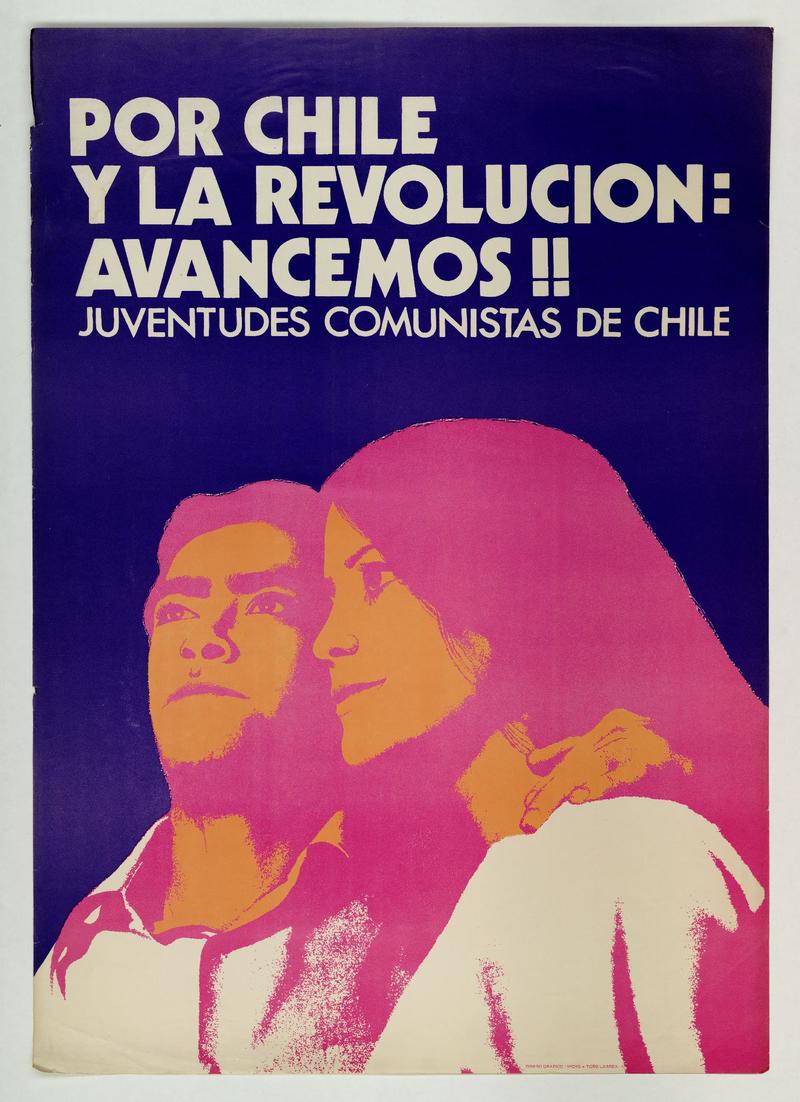 POR CHILE
Y LA REVOLUCION:
AVANCEMOS !!
JUVENTUDES COMUNISTAS DE CHILE